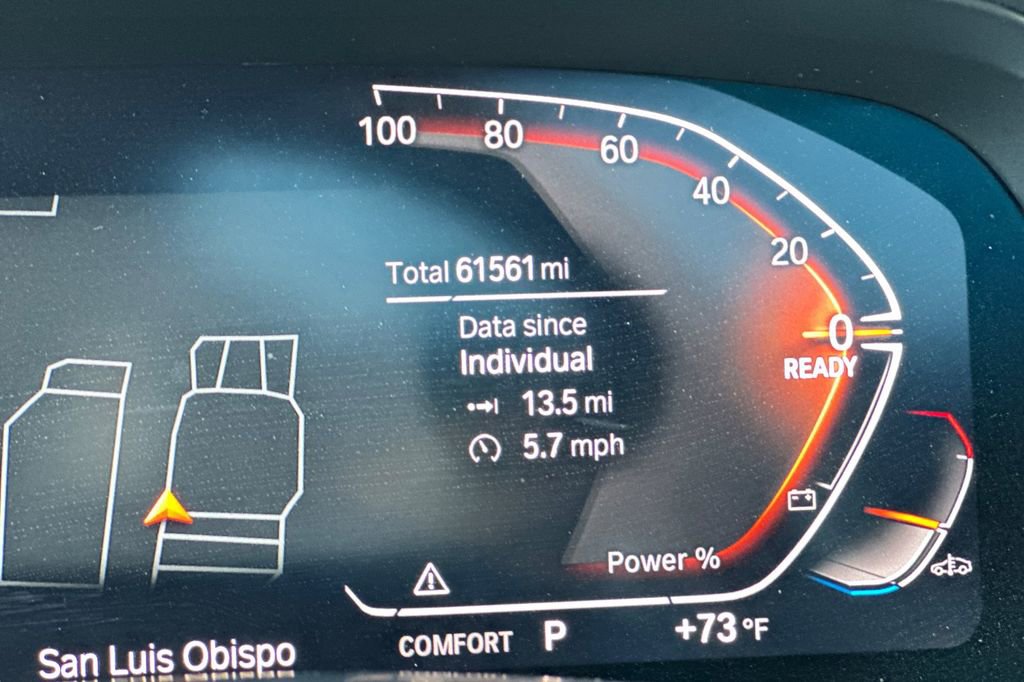 100
80
60
40
20
0
READY
Total 61561 mi
Data since
Individual
13.5 mi
5.7 mph
Power %
COMFORT P +73 °F
San Luis Obispo